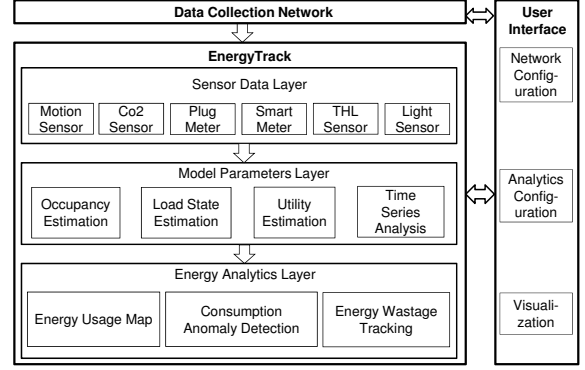 Data Collection Network
EnergyTrack
Sensor Data Layer
Motion
Sensor
Co2
Sensor
Plug
Meter
Smart
Meter
THL
Sensor
Light
Sensor
Model Parameters Layer
Occupancy
Estimation
Load State
Estimation
Utility
Estimation
Time
Series
Analysis
Energy Analytics Layer
Energy Usage Map
Consumption
Anomaly Detection
Energy Wastage
Tracking
User
Interface
Network
Config-
uration
Analytics
Config-
uration
Visuali-
zation